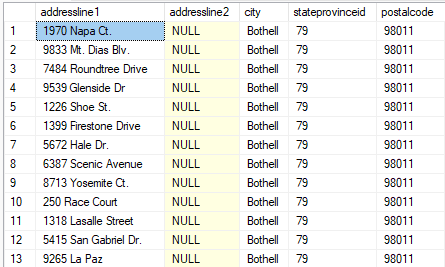 addressline1 addressline2 city stateprovinceid postalcode
1 1970 Napa Ct. NULL Bothell 79 98011
2 9833 Mt. Dias Blv. NULL Bothell 79 98011
3 7484 Roundtree Drive NULL Bothell 79 98011
4 9539 Glenside Dr NULL Bothell 79 98011
5 1226 Shoe St. NULL Bothell 79 98011
6 1399 Firestone Drive NULL Bothell 79 98011
7 5672 Hale Dr. NULL Bothell 79 98011
8 6387 Scenic Avenue NULL Bothell 79 98011
9 8713 Yosemite Ct. NULL Bothell 79 98011
10 250 Race Court NULL Bothell 79 98011
11 1318 Lasalle Street NULL Bothell 79 98011
12 5415 San Gabriel Dr. NULL Bothell 79 98011
13 9265 La Paz NULL Bothell 79 98011